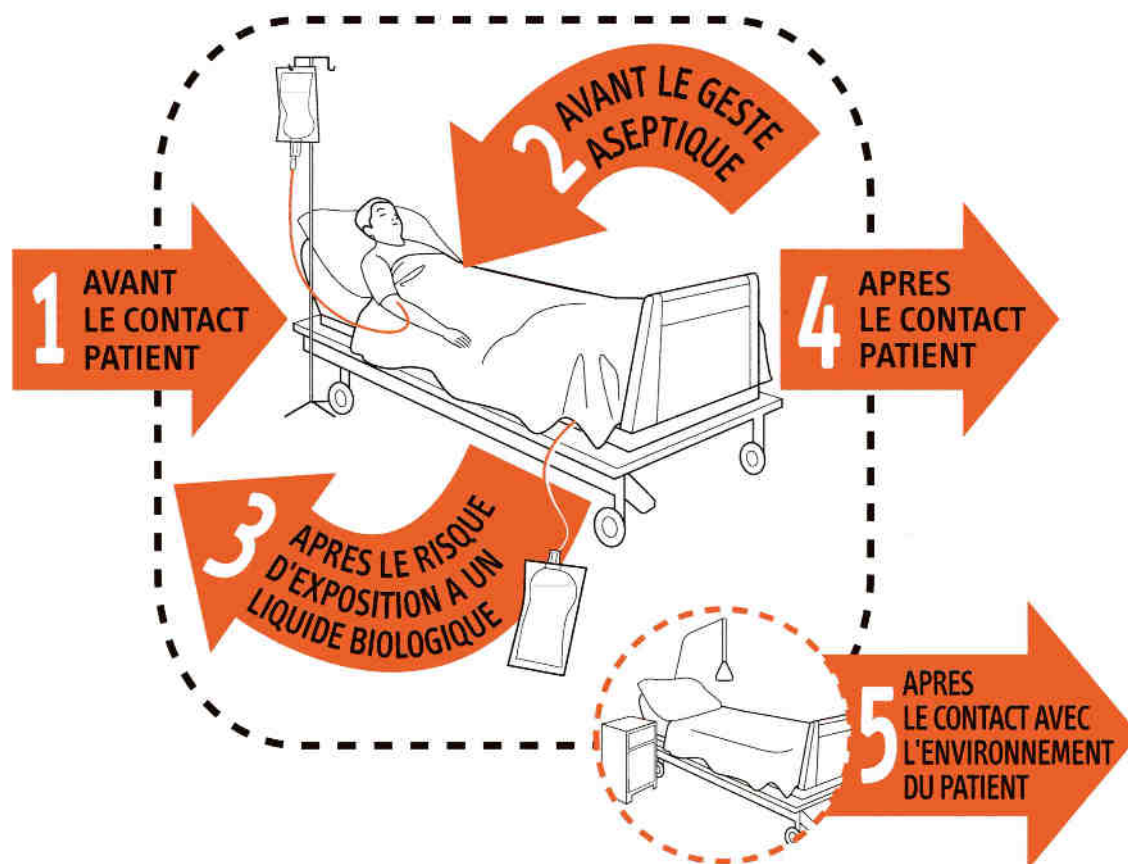 1
AVANT
LE CONTACT
PATIENT
2
AVANT LE GESTE
ASEPTIQUE
3
APRES LE RISQUE
D'EXPOSITION A UN
LIQUIDE BIOLOGIQUE
4
APRES
LE CONTACT
PATIENT
5
APRES
LE CONTACT AVEC
L'ENVIRONNEMENT
DU PATIENT